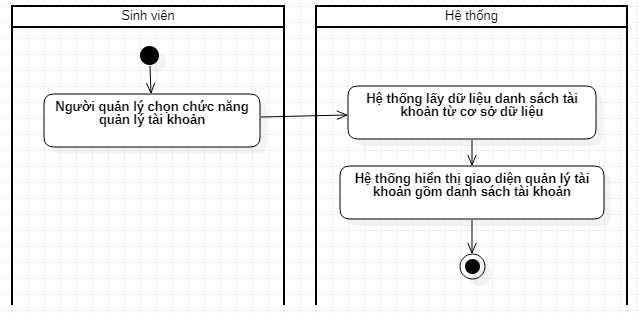 Sinh viên
Hệ thống
Người quản lý chọn chức năng
quản lý tài khoản
Hệ thống lấy dữ liệu danh sách tài
khoản từ cơ sở dữ liệu
Hệ thống hiển thị giao diện quản lý tài
khoản gồm danh sách tài khoản